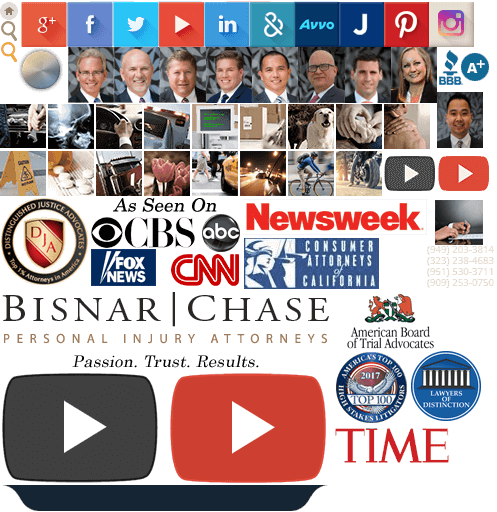 g+
f
in
&
Avvo
J
BBB.
A+
DISTINGUISHED JUSTICE ADVOCATES
DJA
Top 1% Attorneys in America
As Seen On
CBS
abc
Newsweek
FOX
NEWS
CNN
CONSUMER
ATTORNEYS
of
CALIFORNIA
(949) 203-3814
(323) 238-4683
(951) 530-3711
(909) 253-0750
BISNAR|CHASE
PERSONAL INJURY ATTORNEYS
Passion. Trust. Results.
American Board
of Trial Advocates
AMERICA'S TOP 100
2017
TOP 100
HIGH STAKES LITIGATORS
LAWYERS
OF
DISTINCTION
TIME